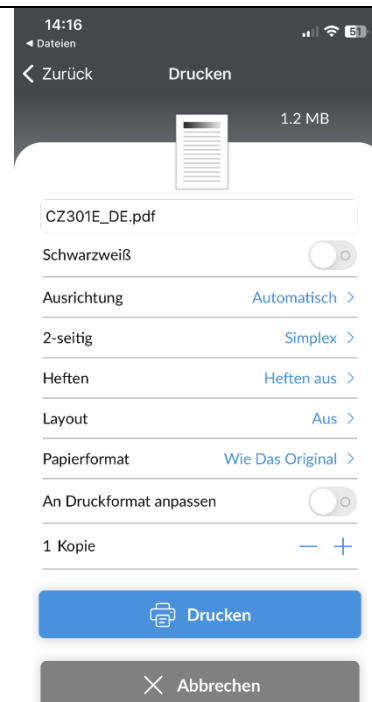 14:16
51
◄ Dateien
Zurück Drucken
1.2 MB
CZ301E_DE.pdf
Schwarzweiß
Ausrichtung Automatisch >
2-seitig Simplex >
Heften Heften aus >
Layout Aus >
Papierformat Wie Das Original >
An Druckformat anpassen
1 Kopie — +
Drucken
Abbrechen